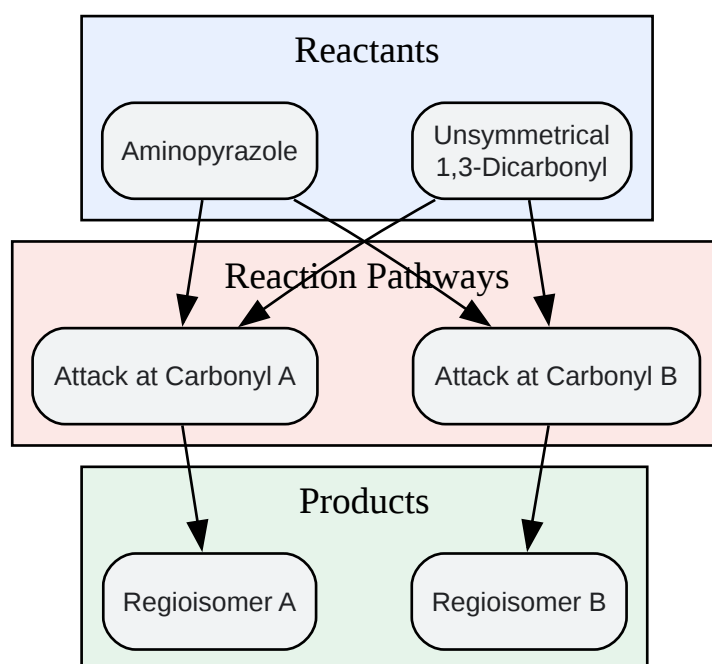 Reactants
Aminopyrazole
Unsymmetrical
1,3-Dicarbonyl
Reaction Pathways
Attack at Carbonyl A
Attack at Carbonyl B
Products
Regioisomer A
Regioisomer B